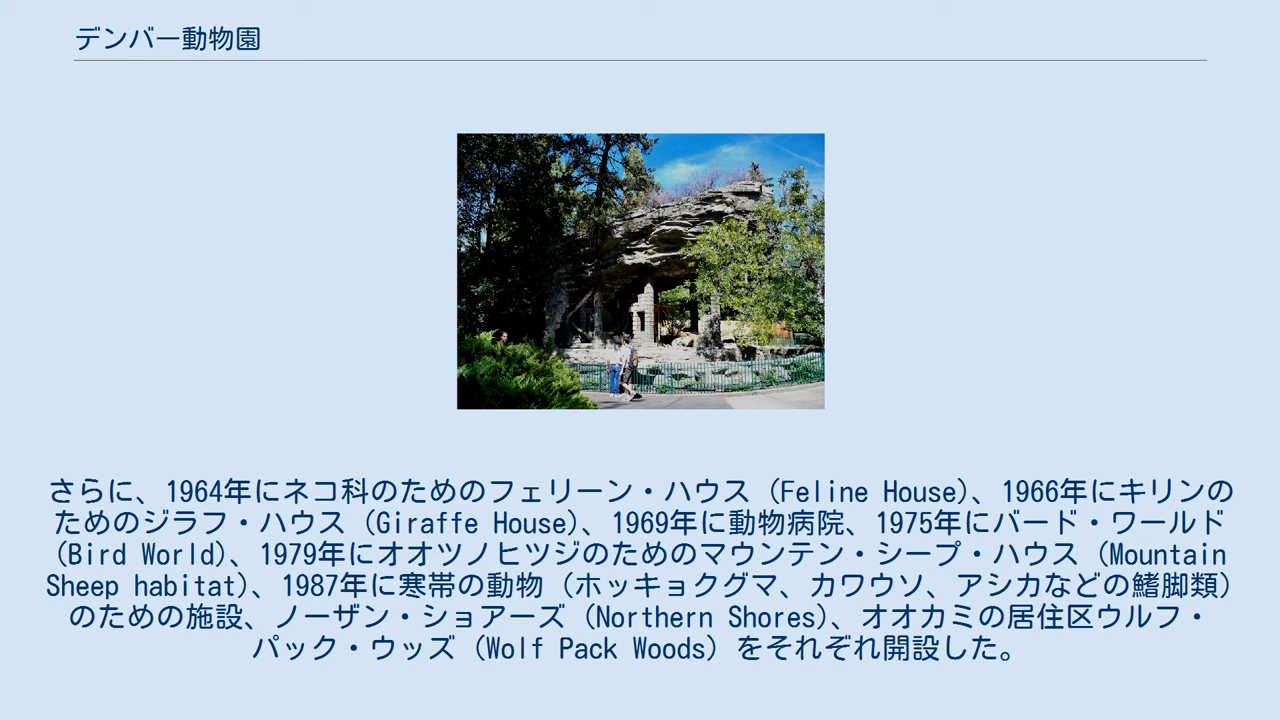 デンバー動物園
さらに、1964年にネコ科のためのフェリーン・ハウス（Feline House）、1966年にキリンの
ためのジラフ・ハウス（Giraffe House）、1969年に動物病院、1975年にバード・ワールド
（Bird World）、1979年にオオツノヒツジのためのマウンテン・シープ・ハウス（Mountain
Sheep habitat）、1987年に寒帯の動物（ホッキョクグマ、カワウソ、アシカなどの鰭脚類）
のための施設、ノーザン・ショアーズ（Northern Shores）、オオカミの居住区ウルフ・
パック・ウッズ（Wolf Pack Woods）をそれぞれ開設した。